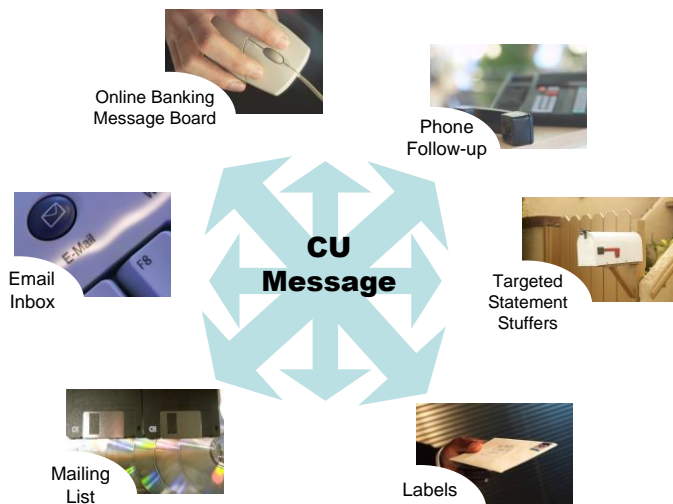 Online Banking
Message Board
Phone
Follow-up
E-Mail
F8
Email
Inbox
CU
Message
Targeted
Statement
Stuffers
Mailing
List
Labels